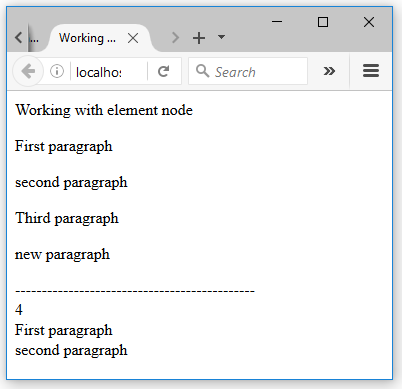 ...
Working ...
localho:
Search
Working with element node
First paragraph
second paragraph
Third paragraph
new paragraph
---------------------------------------------
4
First paragraph
second paragraph